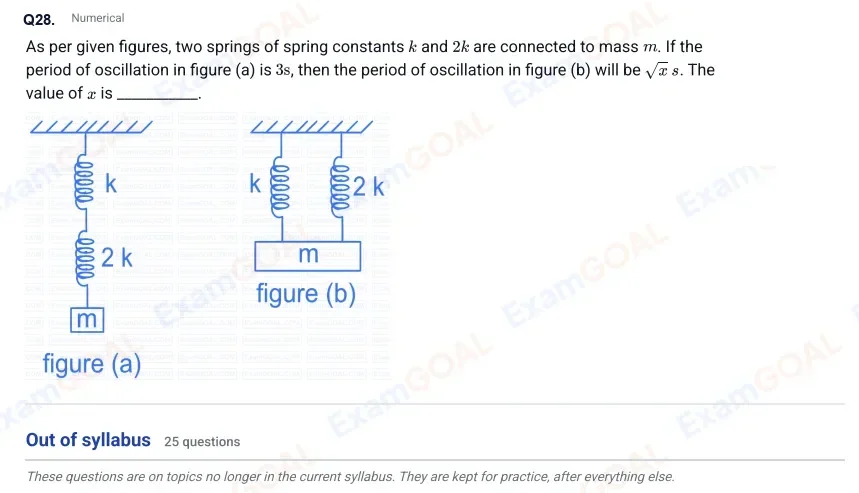 Q28. Numerical
As per given figures, two springs of spring constants k and 2k are connected to mass m. If the
period of oscillation in figure (a) is 3s, then the period of oscillation in figure (b) will be √x s. The
value of x is ________.
k
2 k
m
figure (a)
k
2 k
m
figure (b)
Out of syllabus 25 questions
These questions are on topics no longer in the current syllabus. They are kept for practice, after everything else.
ExamGOAL